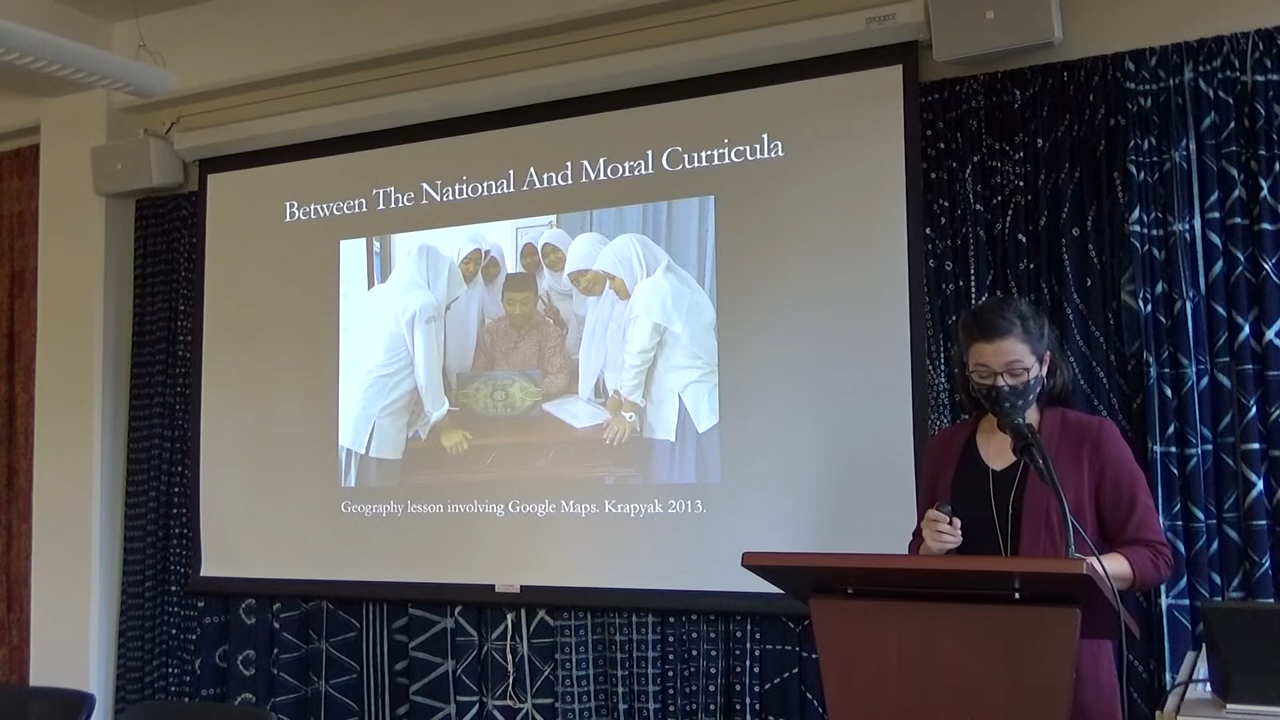 Between The National And Moral Curricula
Geography lesson involving Google Maps. Krapyak 2013.